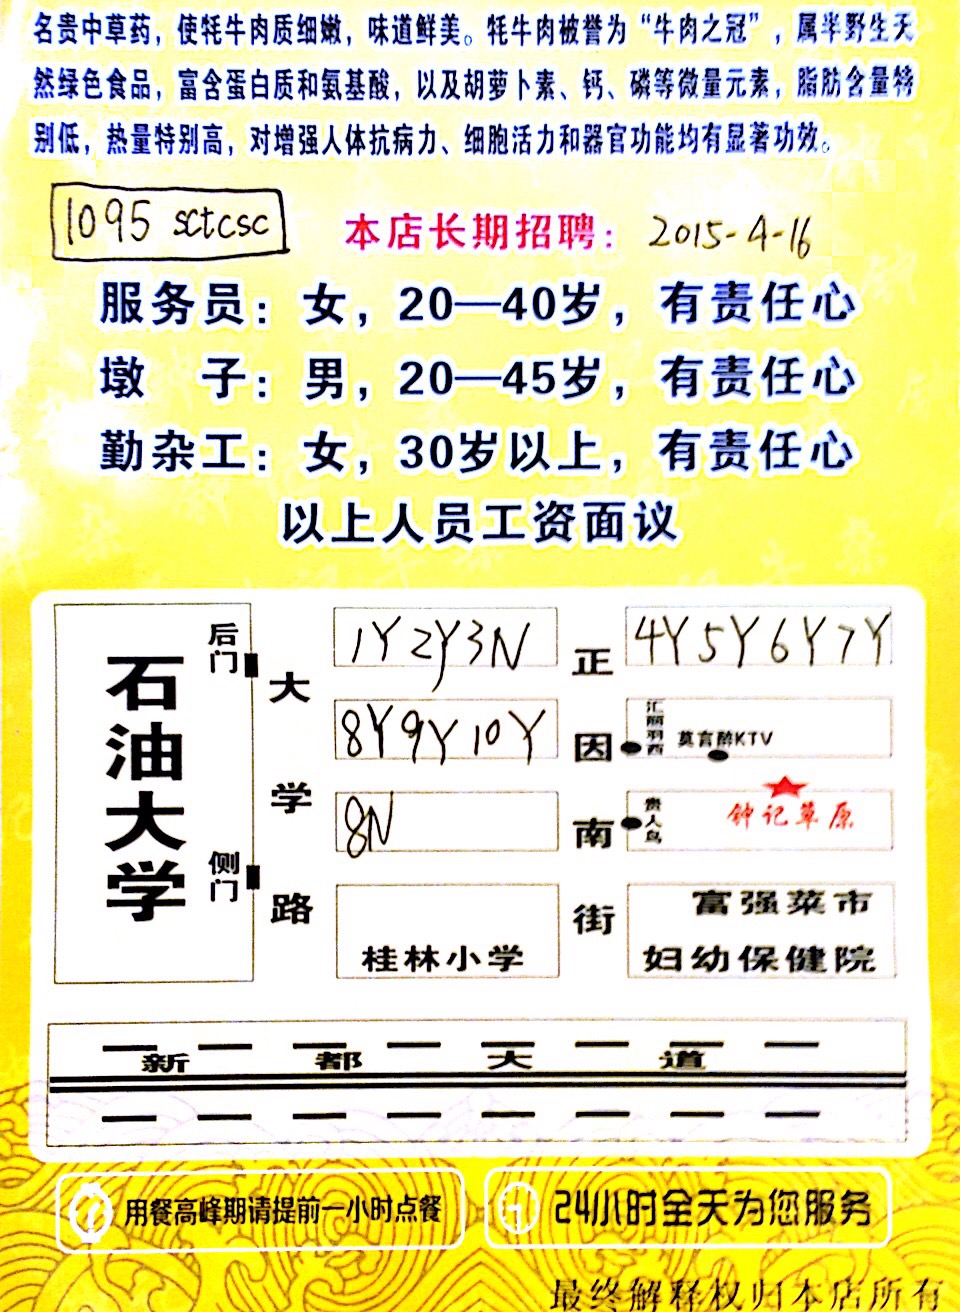 名贵中草药，使牦牛肉质细嫩，味道鲜美。牦牛肉被誉为“牛肉之冠”，属半野生天
然绿色食品，富含蛋白质和氨基酸，以及胡萝卜素、钙、磷等微量元素，脂肪含量特
别低，热量特别高，对增强人体抗病力、细胞活力和器官功能均有显著功效。
1095 sctcsc
本店长期招聘： 2015-4-16
服务员：女，20—40岁，有责任心
墩 子：男，20—45岁，有责任心
勤杂工：女，30岁以上，有责任心
以上人员工资面议
石油大学
后门
侧门
大学路
1Y2Y3N
8Y9Y10Y
8N
桂林小学
正因南街
4Y5Y6Y7Y
汇丽羽西
莫言醉KTV
贵人鸟
钟记草原
富强菜市
妇幼保健院
新都大道
用餐高峰期请提前一小时点餐
24小时全天为您服务
最终解释权归本店所有